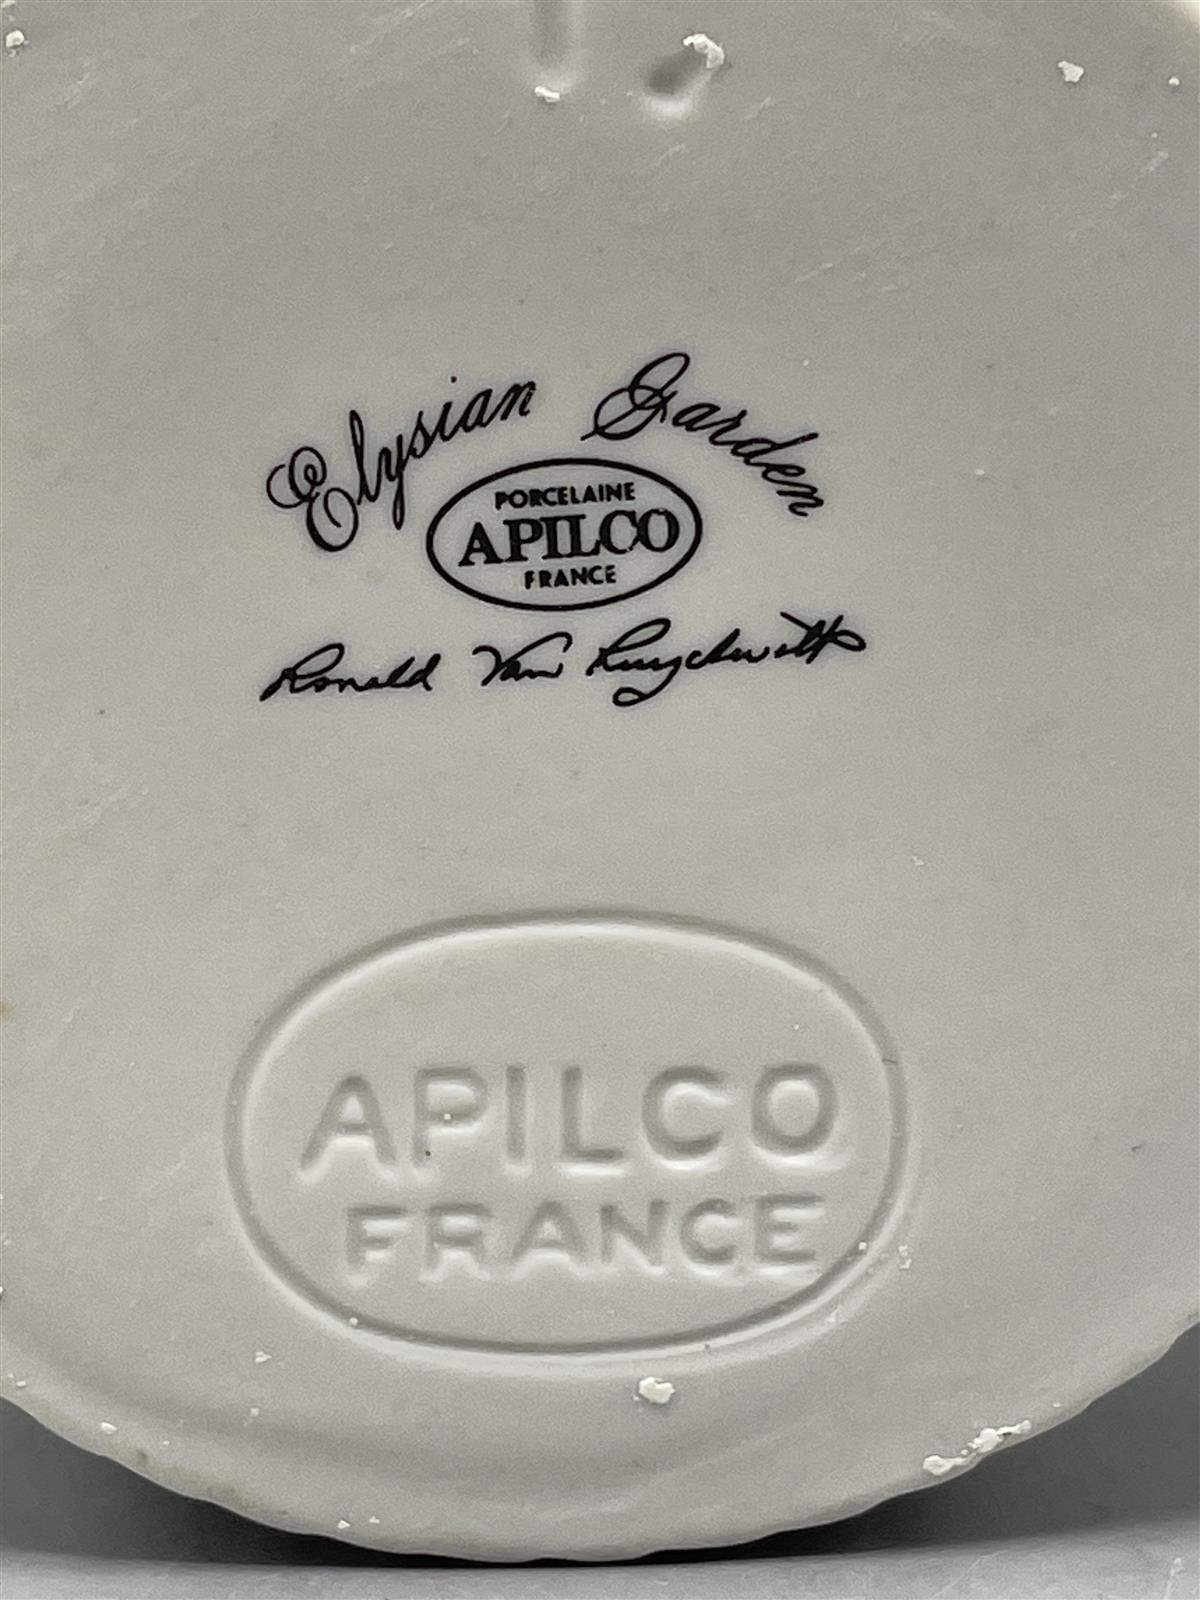 Elysian Garden
PORCELAINE
APILCO
FRANCE
Ronald Van Ruyckevelt
APILCO
FRANCE